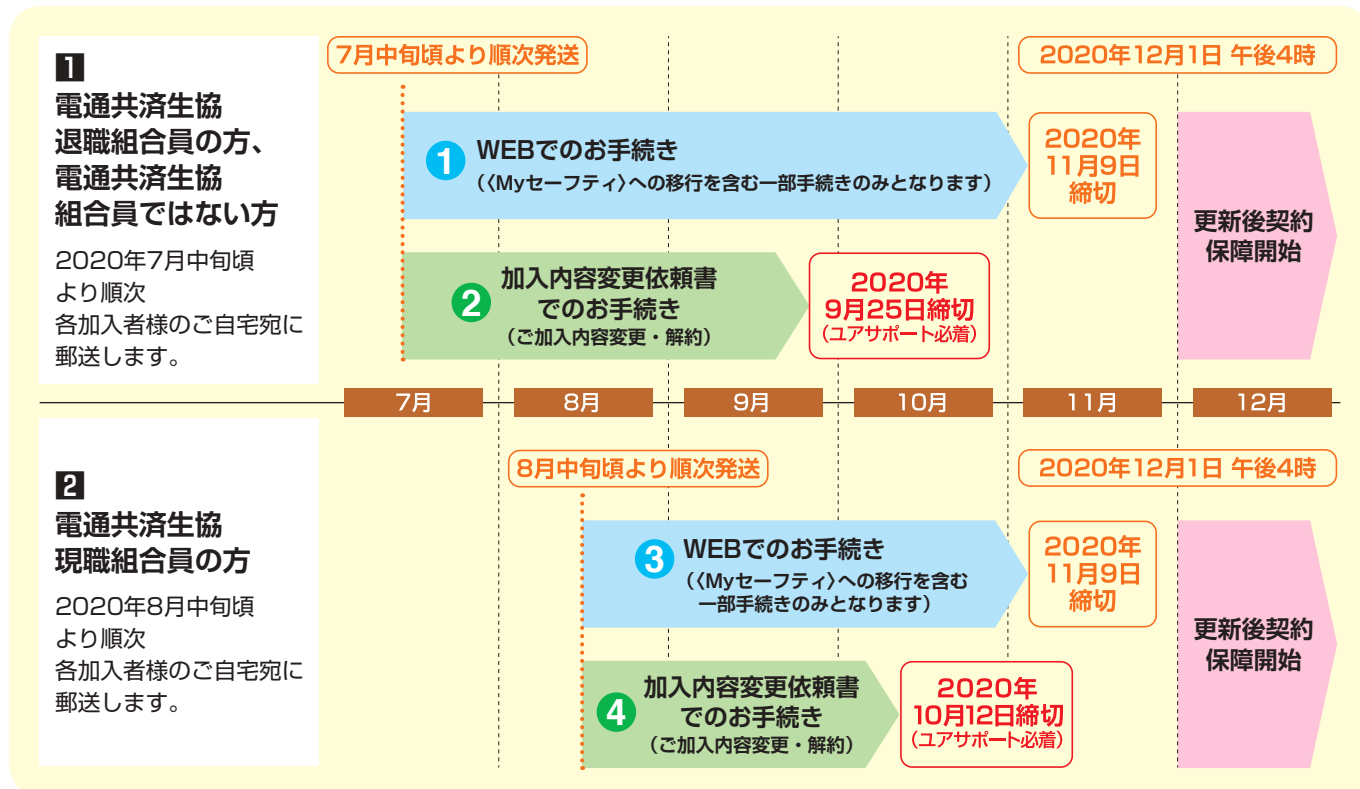 1
電通共済生協
退職組合員の方、
電通共済生協
組合員ではない方
2020年7月中旬頃
より順次
各加入者様のご自宅宛に
郵送します。
7月中旬頃より順次発送
2020年12月1日 午後4時
1 WEBでのお手続き
（〈Myセーフティ〉への移行を含む一部手続きのみとなります）
2020年
11月9日
締切
2 加入内容変更依頼書
でのお手続き
（ご加入内容変更・解約）
2020年
9月25日締切
（ユアサポート必着）
更新後契約
保障開始
7月 8月 9月 10月 11月 12月
2
電通共済生協
現職組合員の方
2020年8月中旬頃
より順次
各加入者様のご自宅宛に
郵送します。
8月中旬頃より順次発送
2020年12月1日 午後4時
3 WEBでのお手続き
（〈Myセーフティ〉への移行を含む
一部手続きのみとなります）
2020年
11月9日
締切
4 加入内容変更依頼書
でのお手続き
（ご加入内容変更・解約）
2020年
10月12日締切
（ユアサポート必着）
更新後契約
保障開始